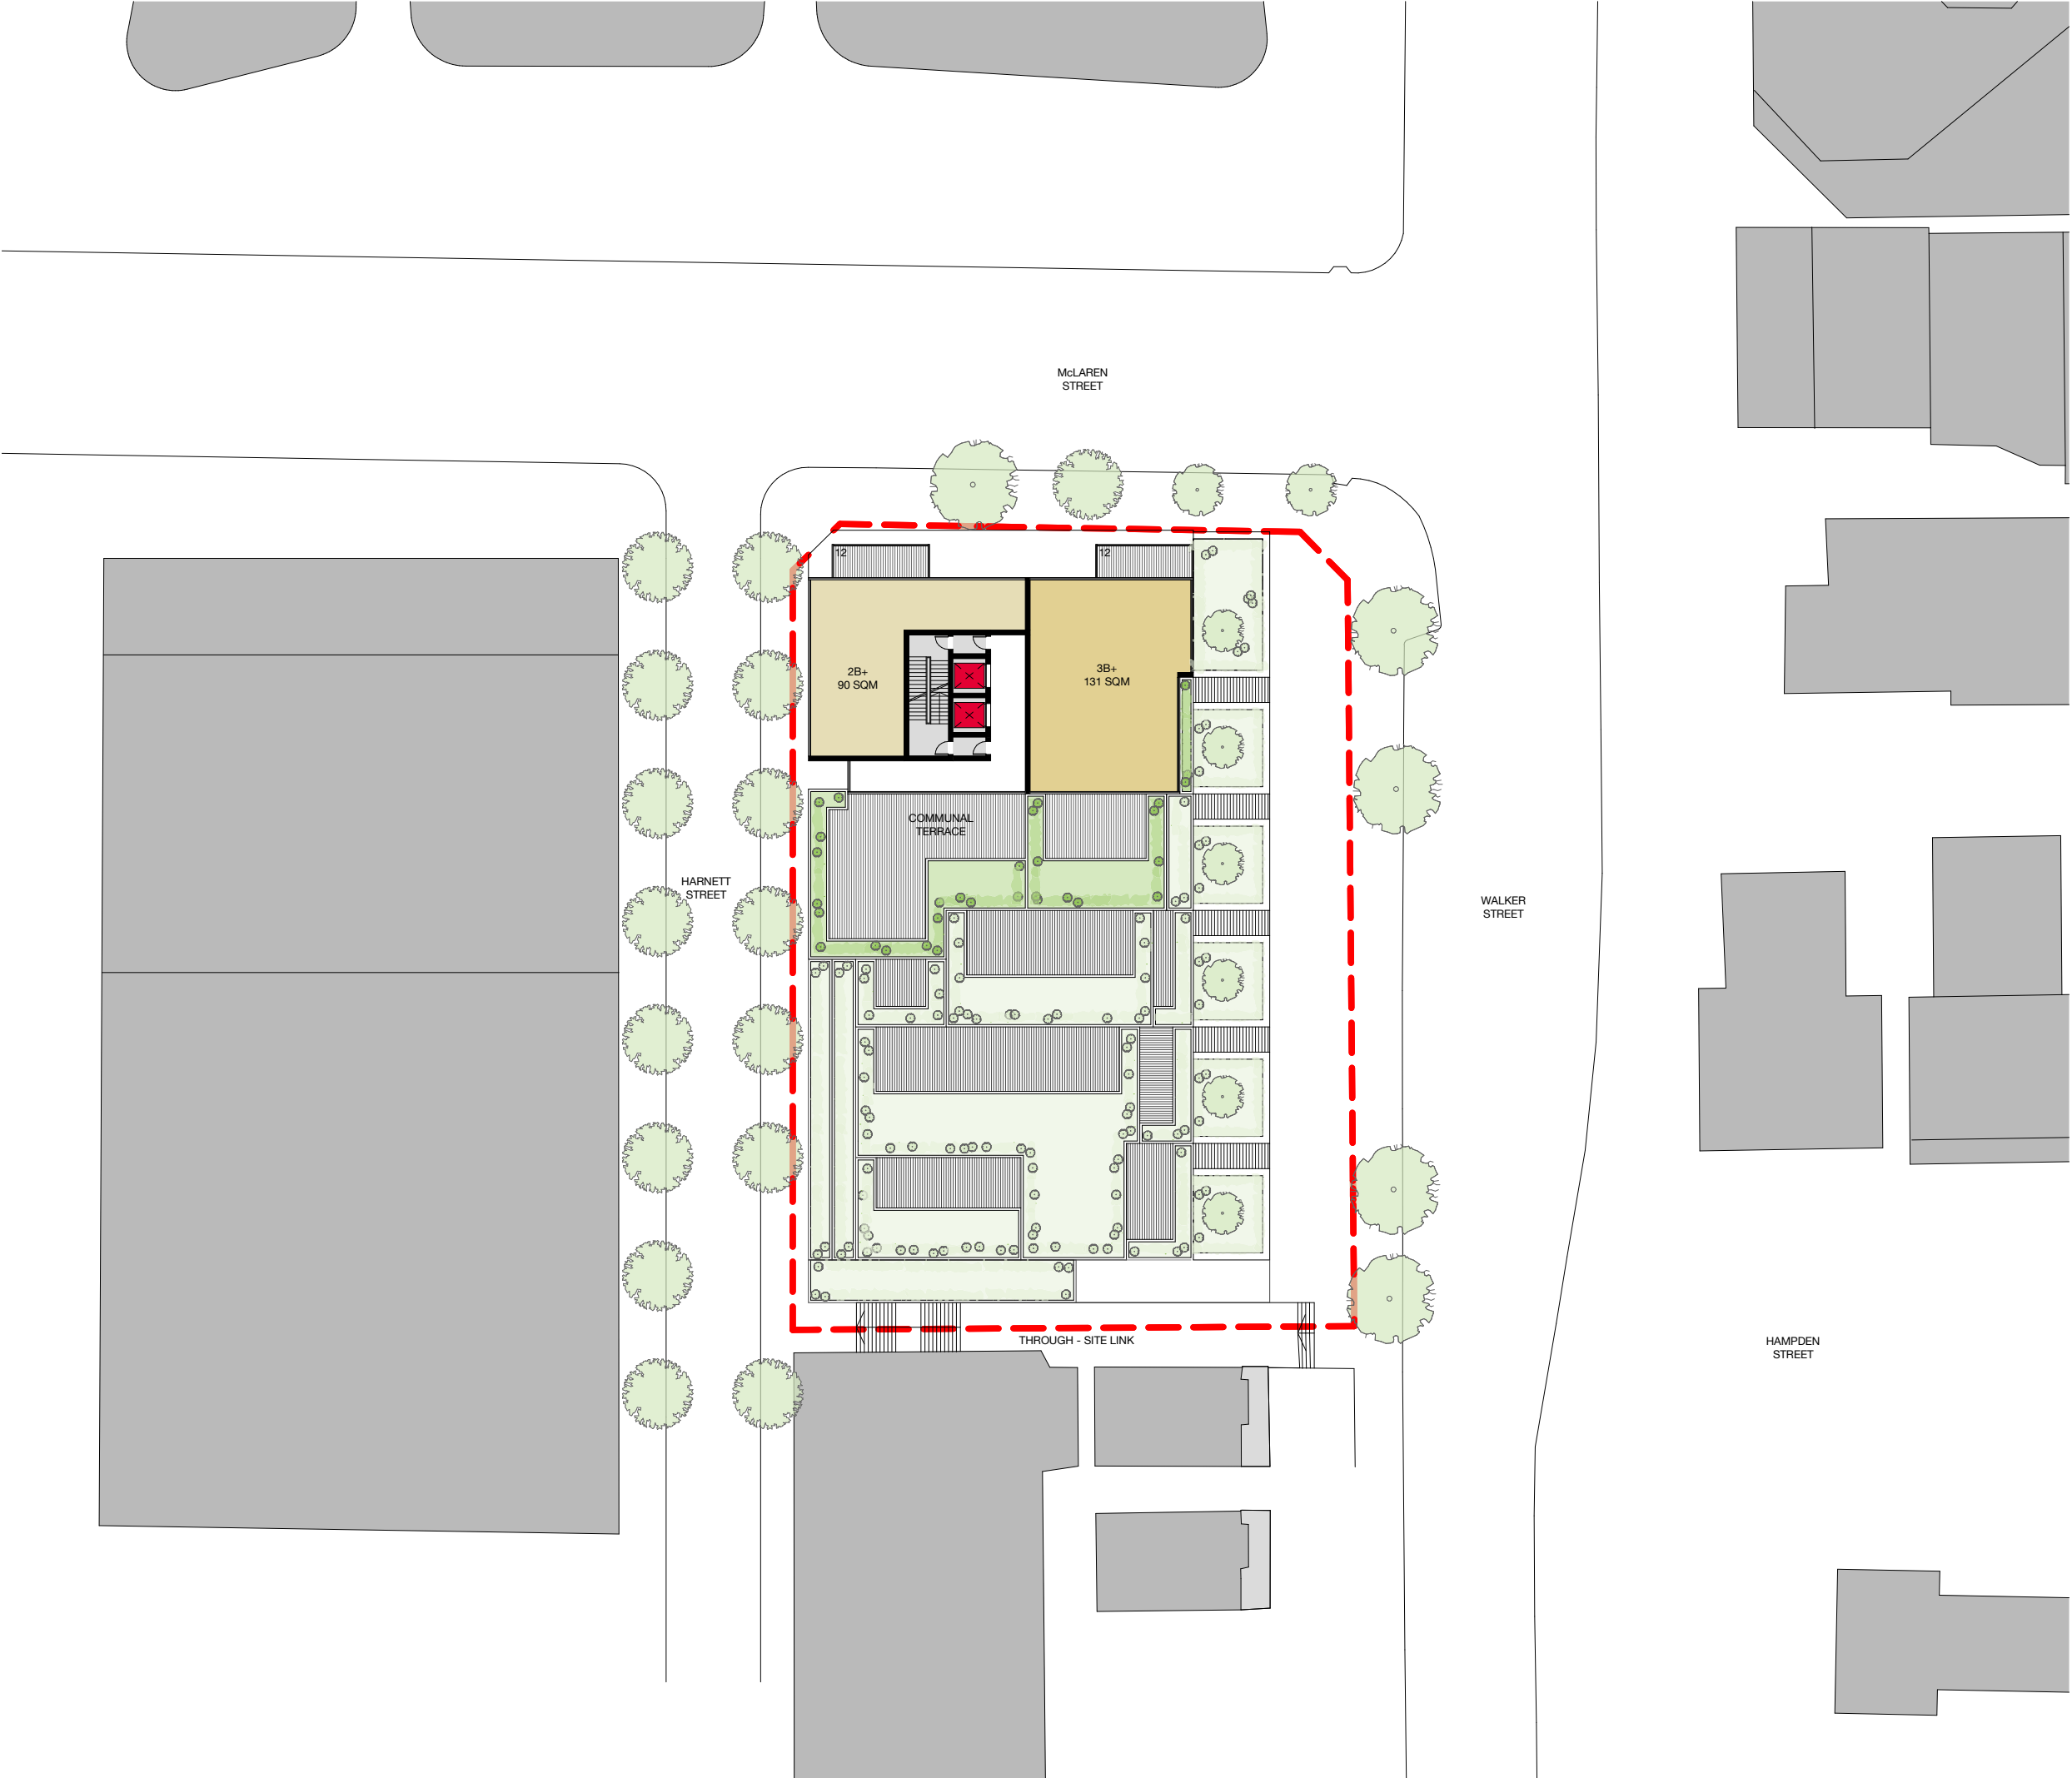 McLAREN
STREET
12
12
2B+
90 SQM
3B+
131 SQM
COMMUNAL
TERRACE
HARNETT
STREET
WALKER
STREET
THROUGH - SITE LINK
HAMPDEN
STREET